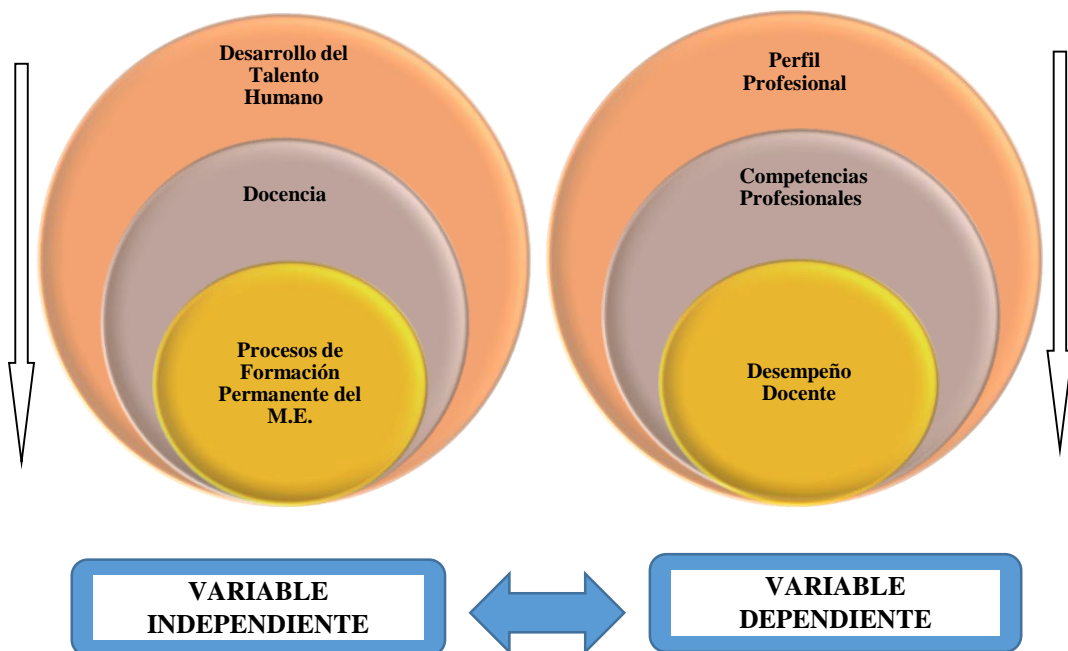 Desarrollo del
Talento
Humano
Docencia
Procesos de
Formación
Permanente del
M.E.
Perfil
Profesional
Competencias
Profesionales
Desempeño
Docente
VARIABLE
INDEPENDIENTE
VARIABLE
DEPENDIENTE